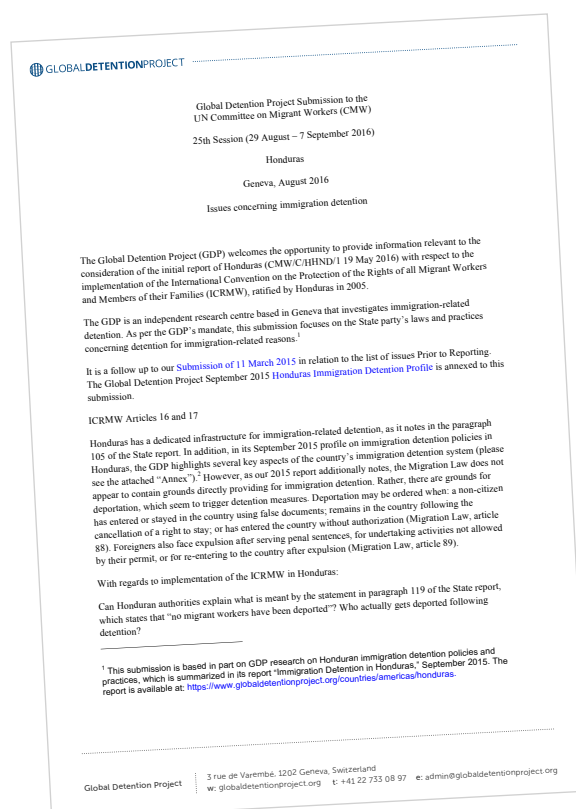 GLOBALDETENTIONPROJECT
Global Detention Project Submission to the
UN Committee on Migrant Workers (CMW)
25th Session (29 August – 7 September 2016)
Honduras
Geneva, August 2016
Issues concerning immigration detention
The Global Detention Project (GDP) welcomes the opportunity to provide information relevant to the
consideration of the initial report of Honduras (CMW/C/HHND/1 19 May 2016) with respect to the
implementation of the International Convention on the Protection of the Rights of all Migrant Workers
and Members of their Families (ICRMW), ratified by Honduras in 2005.
The GDP is an independent research centre based in Geneva that investigates immigration-related
detention. As per the GDP's mandate, this submission focuses on the State party's laws and practices
concerning detention for immigration-related reasons.1
It is a follow up to our Submission of 11 March 2015 in relation to the list of issues Prior to Reporting.
The Global Detention Project September 2015 Honduras Immigration Detention Profile is annexed to this
submission.
ICRMW Articles 16 and 17
Honduras has a dedicated infrastructure for immigration-related detention, as it notes in the paragraph
105 of the State report. In addition, in its September 2015 profile on immigration detention policies in
Honduras, the GDP highlights several key aspects of the country's immigration detention system (please
see the attached "Annex").2 However, as our 2015 report additionally notes, the Migration Law does not
appear to contain grounds directly providing for immigration detention. Rather, there are grounds for
deportation, which seem to trigger detention measures. Deportation may be ordered when: a non-citizen
has entered or stayed in the country using false documents; remains in the country following the
cancellation of a right to stay; or has entered the country without authorization (Migration Law, article
88). Foreigners also face expulsion after serving penal sentences, for undertaking activities not allowed
by their permit, or for re-entering to the country after expulsion (Migration Law, article 89).
With regards to implementation of the ICRMW in Honduras:
Can Honduran authorities explain what is meant by the statement in paragraph 119 of the State report,
which states that "no migrant workers have been deported"? Who actually gets deported following
detention?
1 This submission is based in part on GDP research on Honduran immigration detention policies and
practices, which is summarized in its report "Immigration Detention in Honduras," September 2015. The
report is available at: https://www.globaldetentionproject.org/countries/americas/honduras.
Global Detention Project
3 rue de Varembé, 1202 Geneva, Switzerland
w: globaldetentionproject.org t: +41 22 733 08 97 e: admin@globaldetentionproject.org